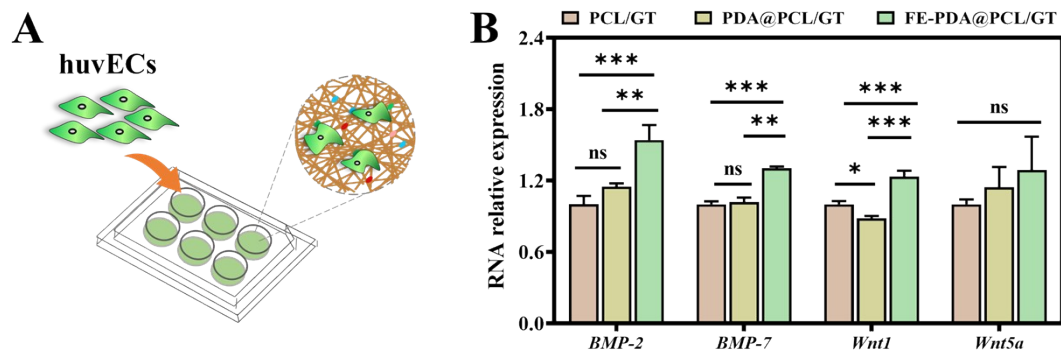 A
huvECs
B
PCL/GT PDA@PCL/GT FE-PDA@PCL/GT
RNA relative expression
2.4
1.8
1.2
0.6
0.0
***
**
ns
***
**
ns
***
***
*
ns
BMP-2 BMP-7 Wnt1 Wnt5a